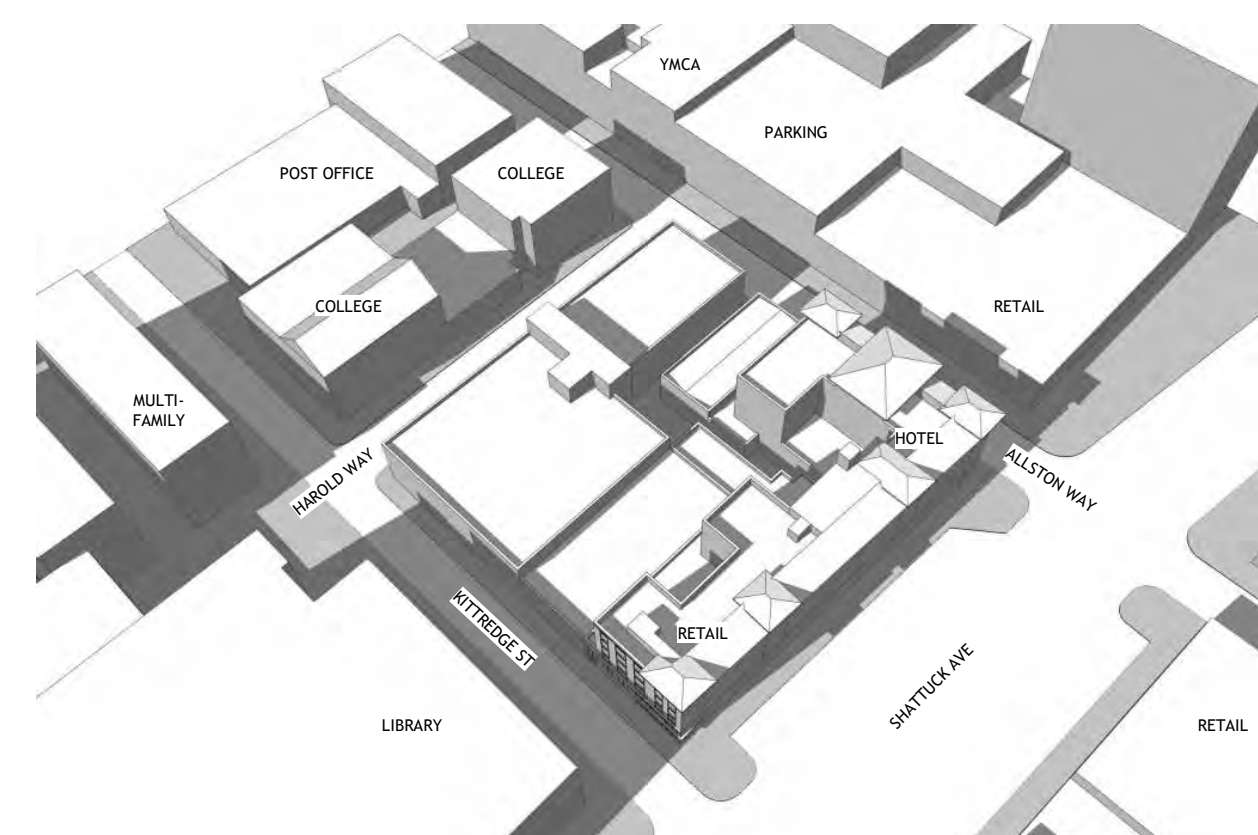 YMCA
PARKING
POST OFFICE
COLLEGE
COLLEGE
RETAIL
MULTI-
FAMILY
HOTEL
HAROLD WAY
ALLSTON WAY
KITTREDGE ST
RETAIL
SHATTUCK AVE
LIBRARY
RETAIL